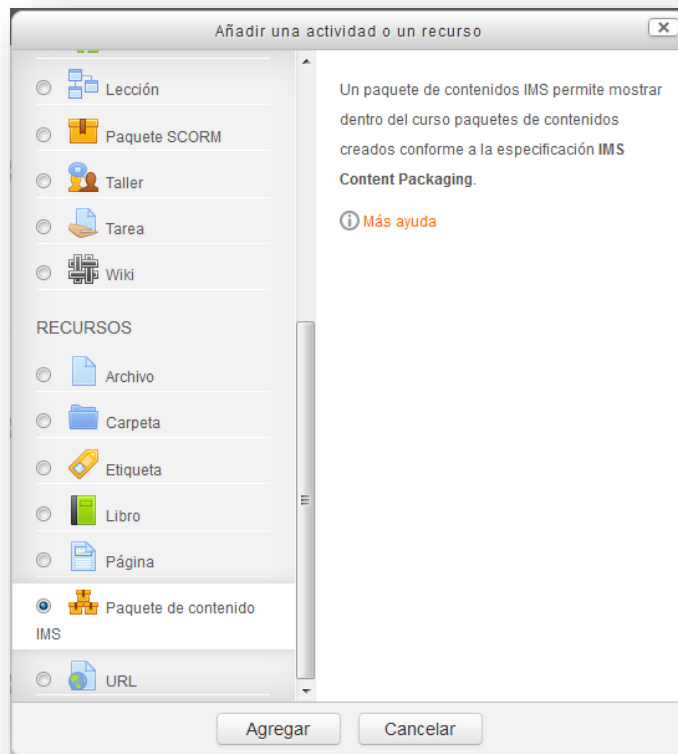 Añadir una actividad o un recurso
Lección
Paquete SCORM
Taller
Tarea
Wiki
RECURSOS
Archivo
Carpeta
Etiqueta
Libro
Página
Paquete de contenido
IMS
URL
Un paquete de contenidos IMS permite mostrar
dentro del curso paquetes de contenidos
creados conforme a la especificación IMS
Content Packaging.
Más ayuda
Agregar
Cancelar